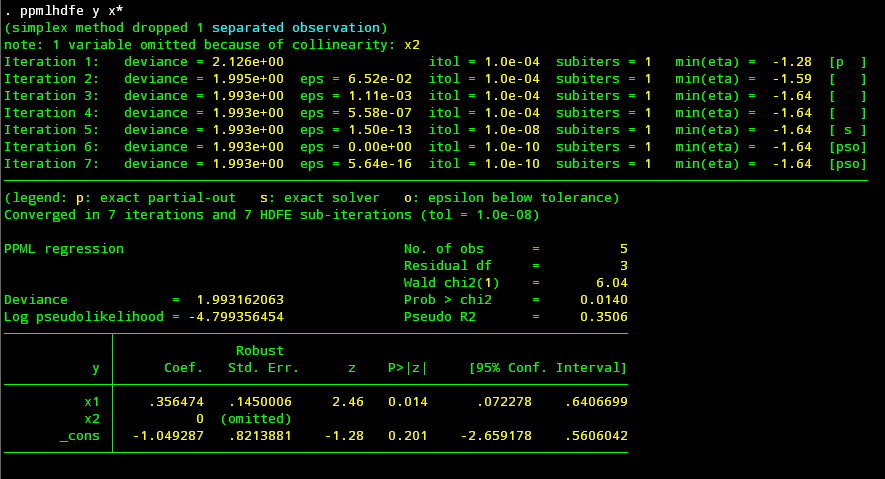 . ppmlhdfe y x*
(simplex method dropped 1 separated observation)
note: 1 variable omitted because of collinearity: x2
Iteration 1:   deviance = 2.126e+00                  itol = 1.0e-04  subiters = 1   min(eta) =  -1.28  [p  ]
Iteration 2:   deviance = 1.995e+00  eps = 6.52e-02  itol = 1.0e-04  subiters = 1   min(eta) =  -1.59  [   ]
Iteration 3:   deviance = 1.993e+00  eps = 1.11e-03  itol = 1.0e-04  subiters = 1   min(eta) =  -1.64  [   ]
Iteration 4:   deviance = 1.993e+00  eps = 5.58e-07  itol = 1.0e-04  subiters = 1   min(eta) =  -1.64  [   ]
Iteration 5:   deviance = 1.993e+00  eps = 1.50e-13  itol = 1.0e-08  subiters = 1   min(eta) =  -1.64  [ s ]
Iteration 6:   deviance = 1.993e+00  eps = 0.00e+00  itol = 1.0e-10  subiters = 1   min(eta) =  -1.64  [pso]
Iteration 7:   deviance = 1.993e+00  eps = 5.64e-16  itol = 1.0e-10  subiters = 1   min(eta) =  -1.64  [pso]
(legend: p: exact partial-out   s: exact solver   o: epsilon below tolerance)
Converged in 7 iterations and 7 HDFE sub-iterations (tol = 1.0e-08)
PPML regression                                   No. of obs      =          5
Residual df     =          3
Wald chi2(1)    =       6.04
Deviance             =  1.993162063               Prob > chi2     =     0.0140
Log pseudolikelihood = -4.799356454               Pseudo R2       =     0.3506
Robust
y       Coef.   Std. Err.      z    P>|z|     [95% Conf. Interval]
x1     .356474   .1450006     2.46   0.014      .072278    .6406699
x2           0  (omitted)
_cons   -1.049287   .8213881    -1.28   0.201    -2.659178    .5606042